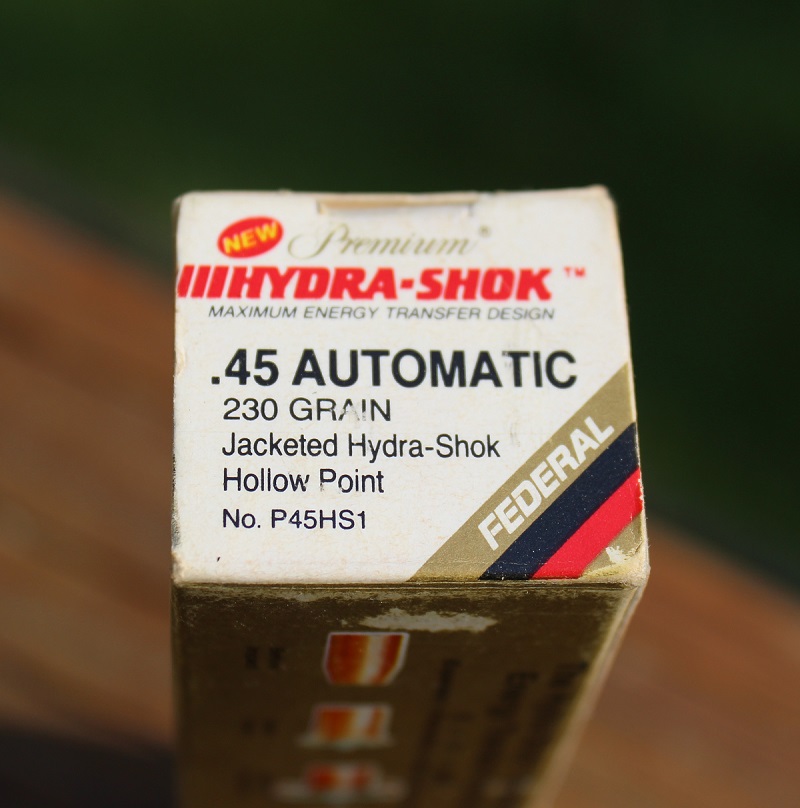 NEW Premium®
HYDRA-SHOK™
MAXIMUM ENERGY TRANSFER DESIGN
.45 AUTOMATIC
230 GRAIN
Jacketed Hydra-Shok
Hollow Point
No. P45HS1
FEDERAL